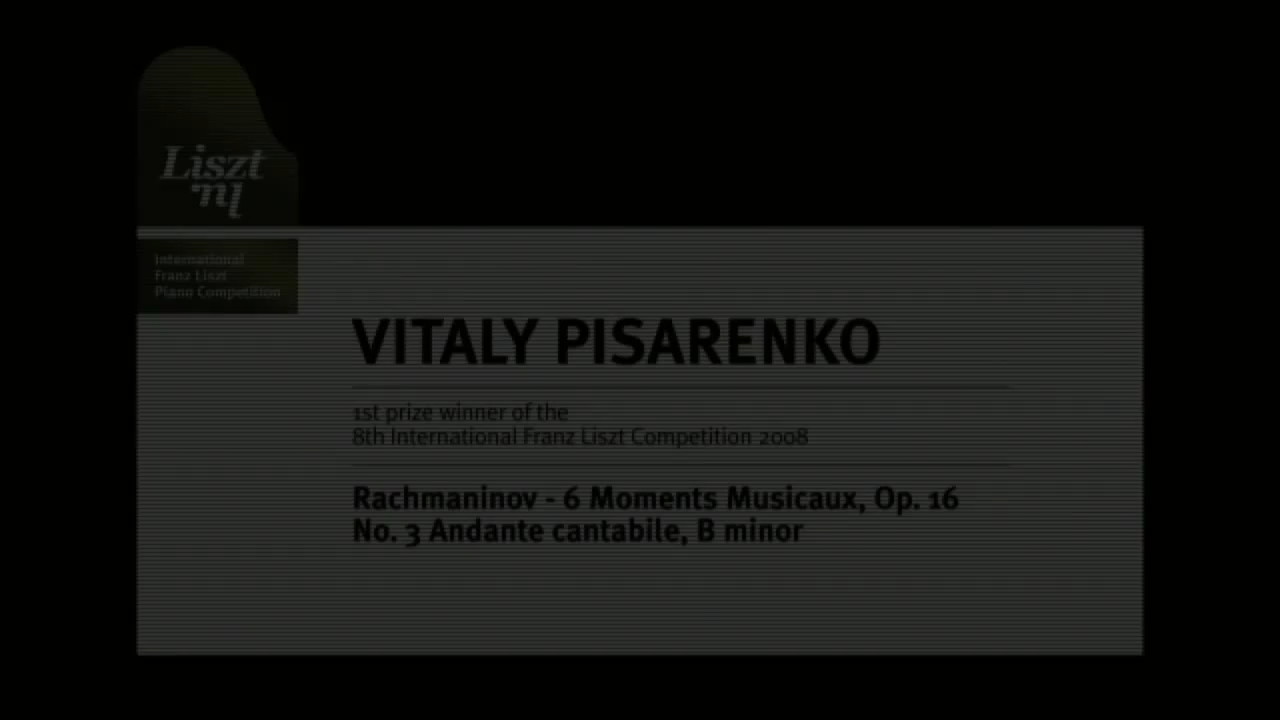 Liszt
nl
International
Franz Liszt
Piano Competition
VITALY PISARENKO
1st prize winner of the
8th International Franz Liszt Competition 2008
Rachmaninov - 6 Moments Musicaux, Op. 16
No. 3 Andante cantabile, B minor